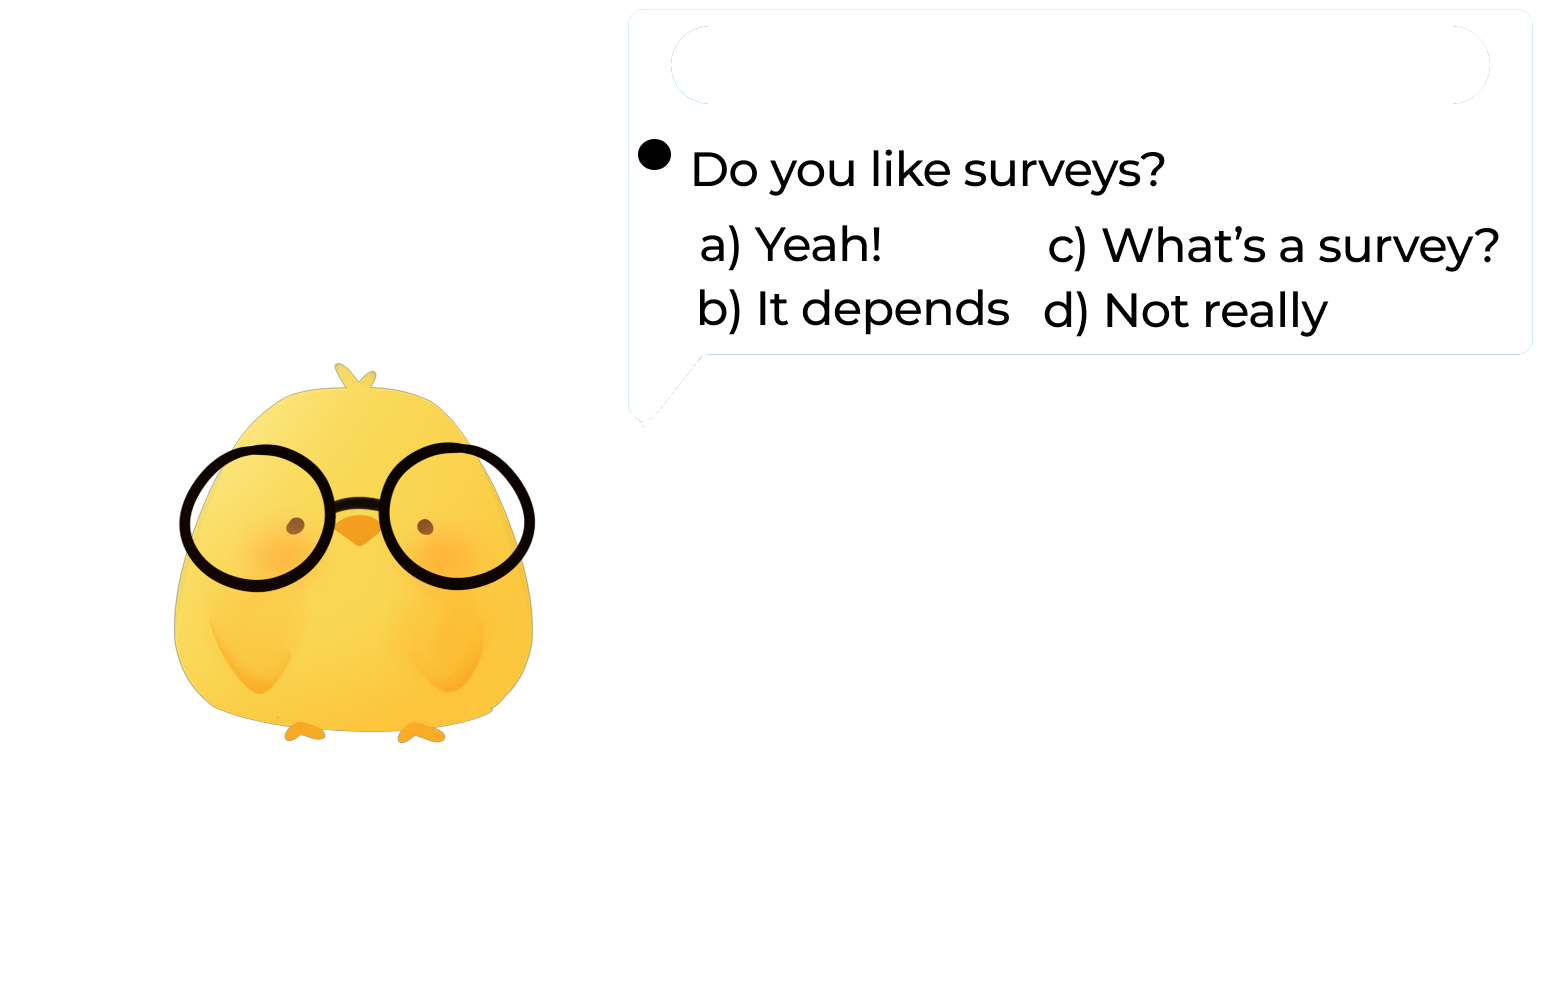 Do you like surveys?
a) Yeah!
b) It depends
c) What’s a survey?
d) Not really